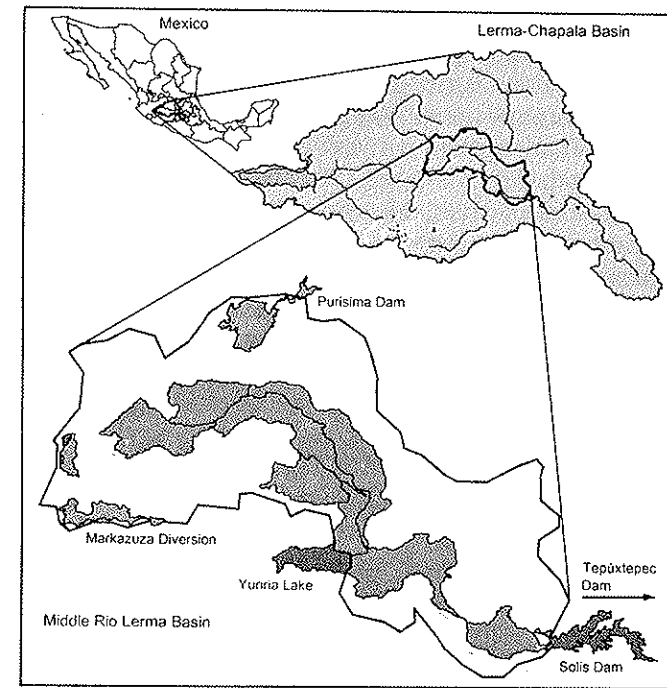 Mexico
Lerma-Chapala Basin
Purisima Dam
Markazuza Diversion
Yuriria Lake
Tepúxtepec
Dam
Middle Rio Lerma Basin
Solis Dam